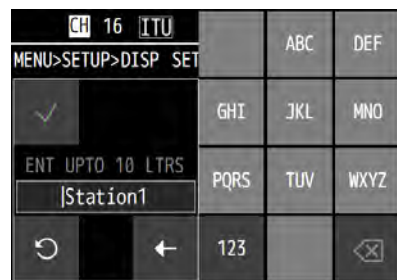 CH 16 ITU
MENU>SETUP>DISP SET
ENT UPTO 10 LTRS
Station1
ABC DEF
GHI JKL MNO
PQRS TUV WXYZ
123